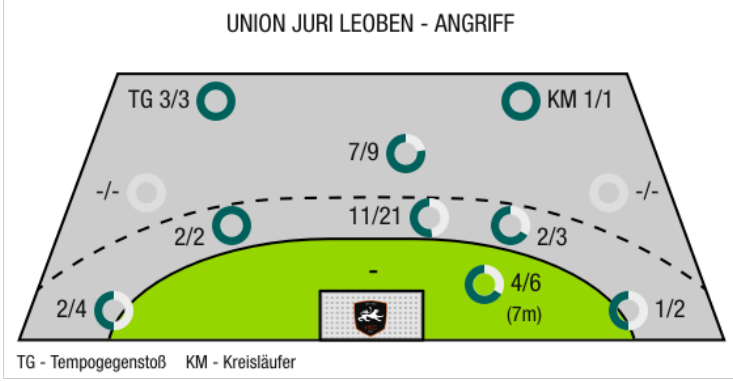 UNION JURI LEOBEN - ANGRIFF
TG 3/3
KM 1/1
7/9
-/-
-/-
2/2
11/21
2/3
-
4/6
(7m)
2/4
1/2
TG - Tempogegenstoß KM - Kreisläufer